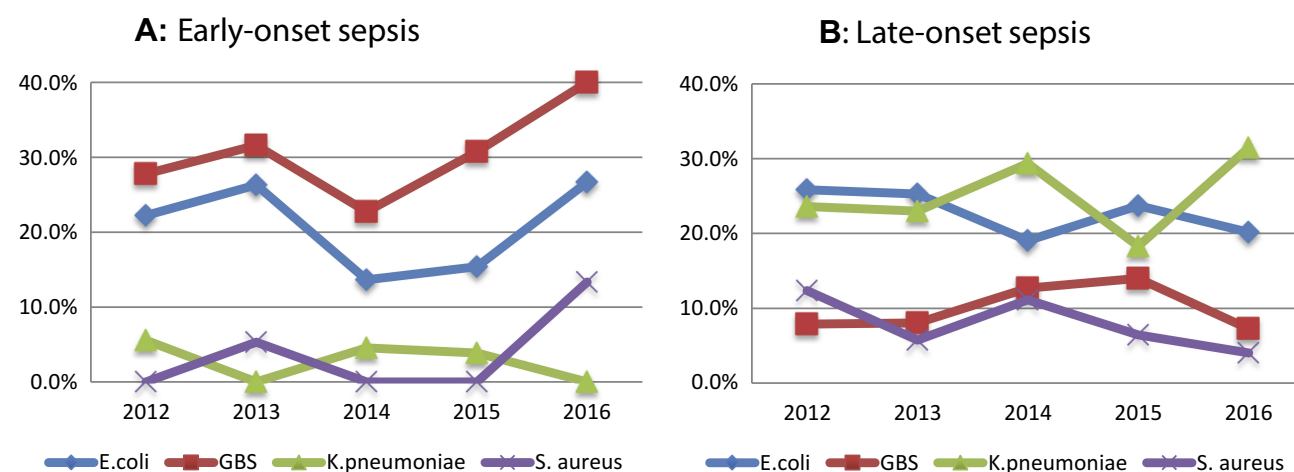 A: Early-onset sepsis
40.0%
30.0%
20.0%
10.0%
0.0%
2012 2013 2014 2015 2016
E.coli GBS K.pneumoniae S. aureus
B: Late-onset sepsis
40.0%
30.0%
20.0%
10.0%
0.0%
2012 2013 2014 2015 2016
E.coli GBS K.pneumoniae S. aureus